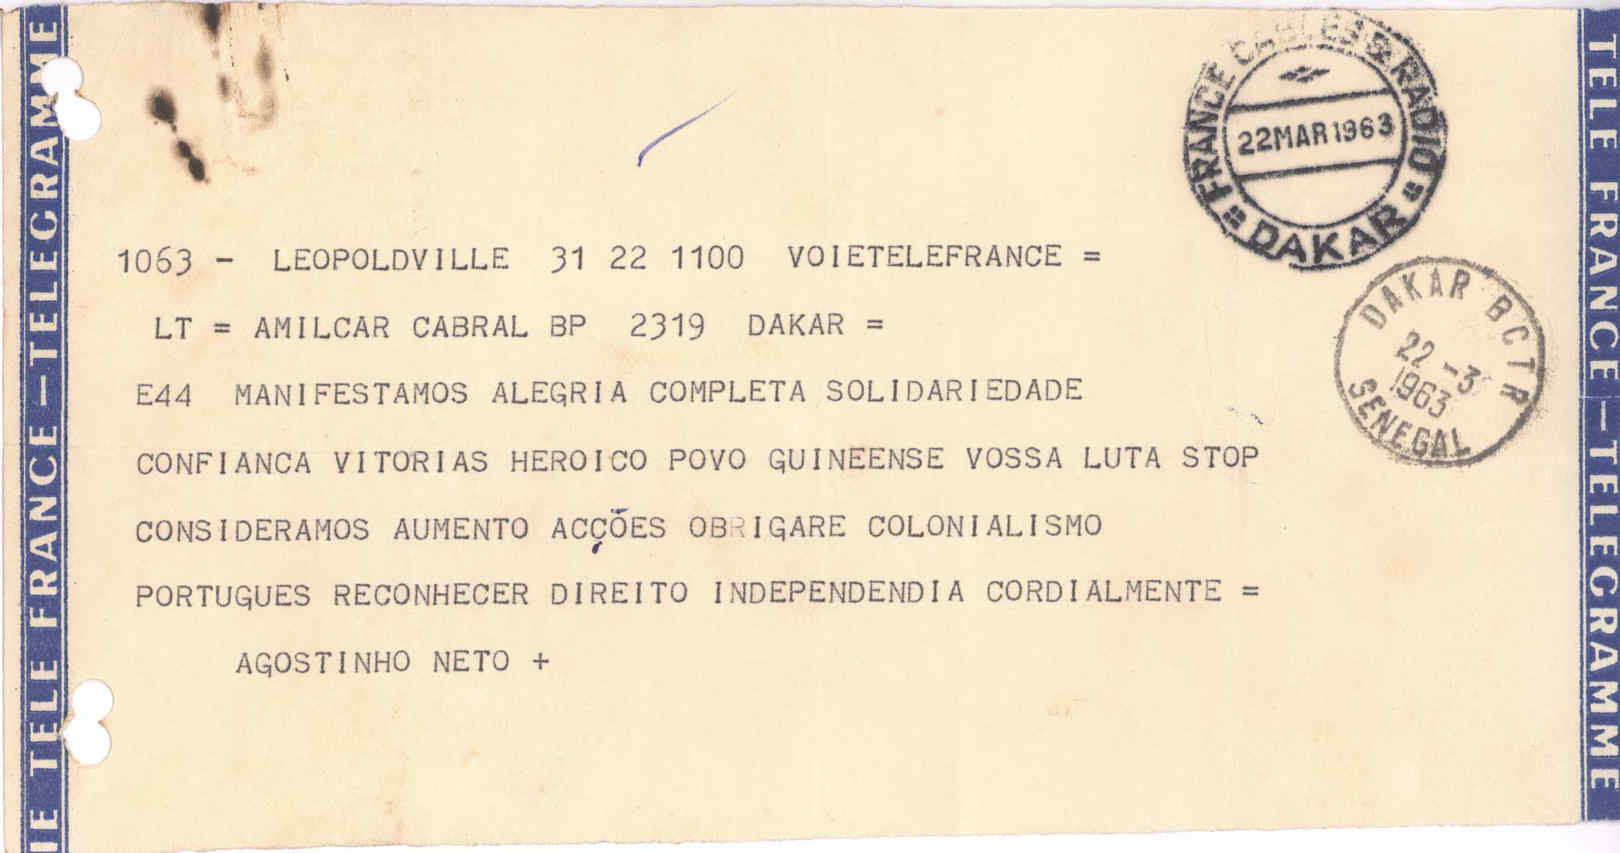 FRANCE CABLES & RADIO
22MAR1963
DAKAR
1063 - LEOPOLDVILLE 31 22 1100 VOIETELEFRANCE =
LT = AMILCAR CABRAL BP 2319 DAKAR =
E44 MANIFESTAMOS ALEGRIA COMPLETA SOLIDARIEDADE
CONFIANCA VITORIAS HEROICO POVO GUINEENSE VOSSA LUTA STOP
CONSIDERAMOS AUMENTO ACÇÕES OBRIGARE COLONIALISMO
PORTUGUES RECONHECER DIREITO INDEPENDENDIA CORDIALMENTE =
AGOSTINHO NETO +
DAKAR BCTR
22-3
1963
SENEGAL
TELE FRANCE-TELEGRAMME
TELE FRANCE-TELEGRAMME